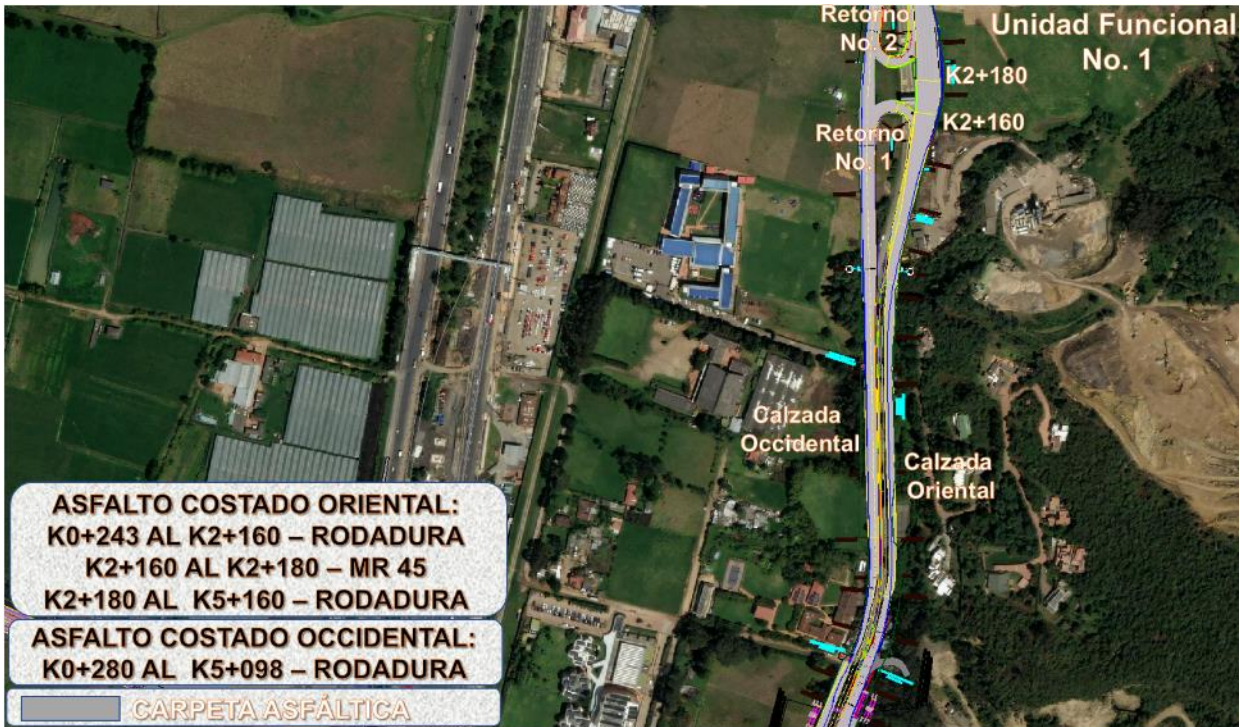 Retorno
No. 2
Unidad Funcional
No. 1
K2+180
K2+160
Retorno
No. 1
Calzada
Occidental
Calzada
Oriental
ASFALTO COSTADO ORIENTAL:
K0+243 AL K2+160 – RODADURA
K2+160 AL K2+180 – MR 45
K2+180 AL K5+160 – RODADURA
ASFALTO COSTADO OCCIDENTAL:
K0+280 AL K5+098 – RODADURA
CARPETA ASFÁLTICA